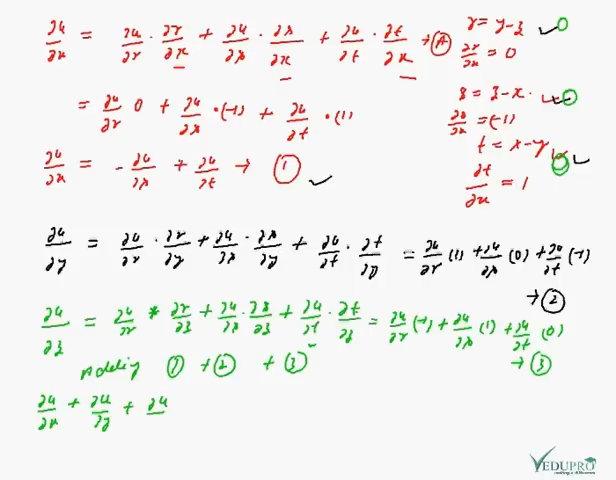 ∂u/∂x = ∂u/∂r · ∂r/∂x + ∂u/∂s · ∂s/∂x + ∂u/∂t · ∂t/∂x → Ⓐ
r = y - z
∂r/∂x = 0
= ∂u/∂r 0 + ∂u/∂s · (-1) + ∂u/∂t · (1)
s = z - x
∂s/∂x = (-1)
t = x - y
∂u/∂x = - ∂u/∂s + ∂u/∂t → ①
∂t/∂x = 1
∂u/∂y = ∂u/∂r · ∂r/∂y + ∂u/∂s · ∂s/∂y + ∂u/∂t · ∂t/∂y = ∂u/∂r (1) + ∂u/∂s (0) + ∂u/∂t (-1)
→ ②
∂u/∂z = ∂u/∂r * ∂r/∂z + ∂u/∂s · ∂s/∂z + ∂u/∂t · ∂t/∂z = ∂u/∂r (-1) + ∂u/∂s (1) + ∂u/∂t (0)
Adding ① + ② + ③
→ ③
∂u/∂x + ∂u/∂y + ∂u
VEDUPRO